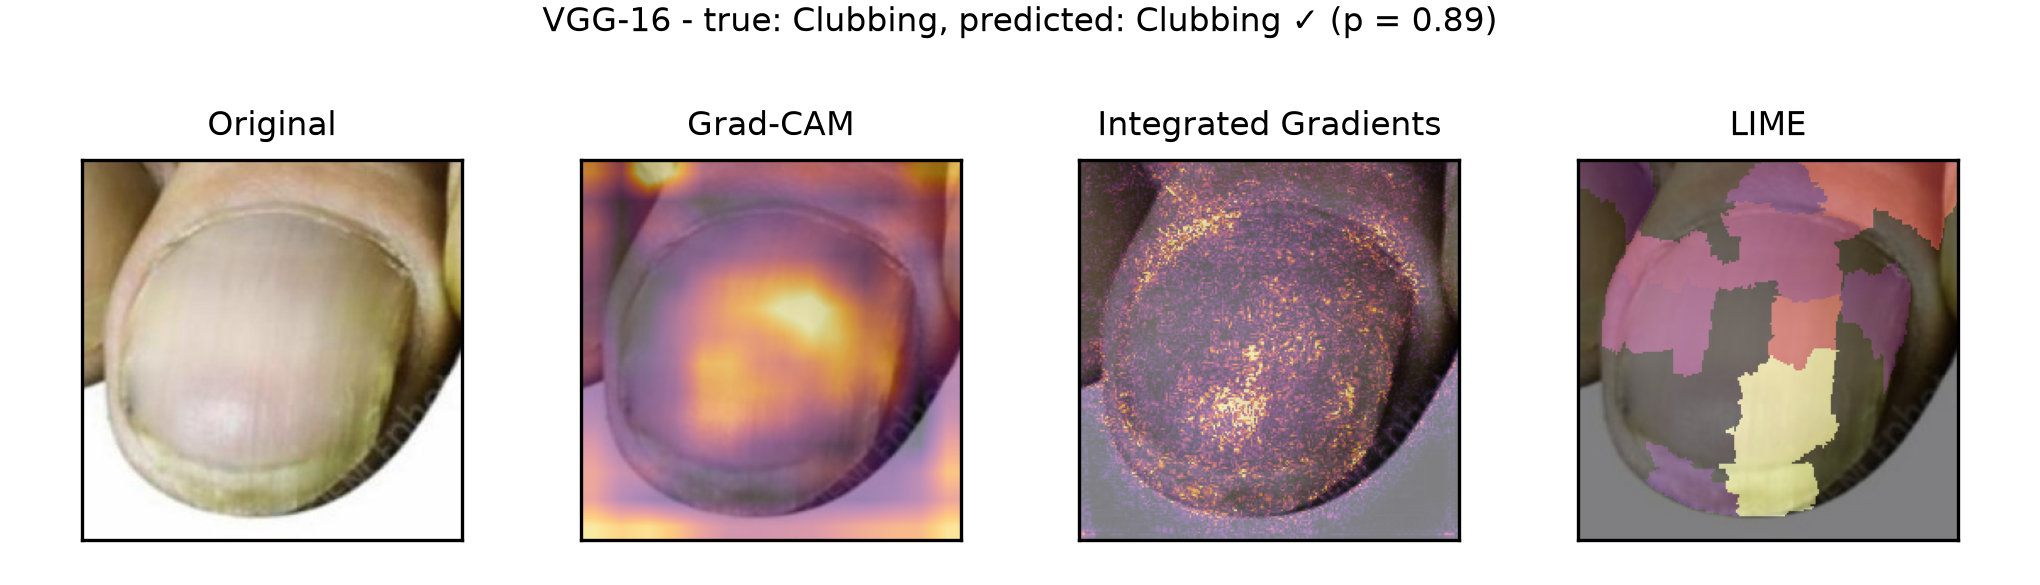 VGG-16 - true: Clubbing, predicted: Clubbing ✓ (p = 0.89)
Original
Grad-CAM
Integrated Gradients
LIME